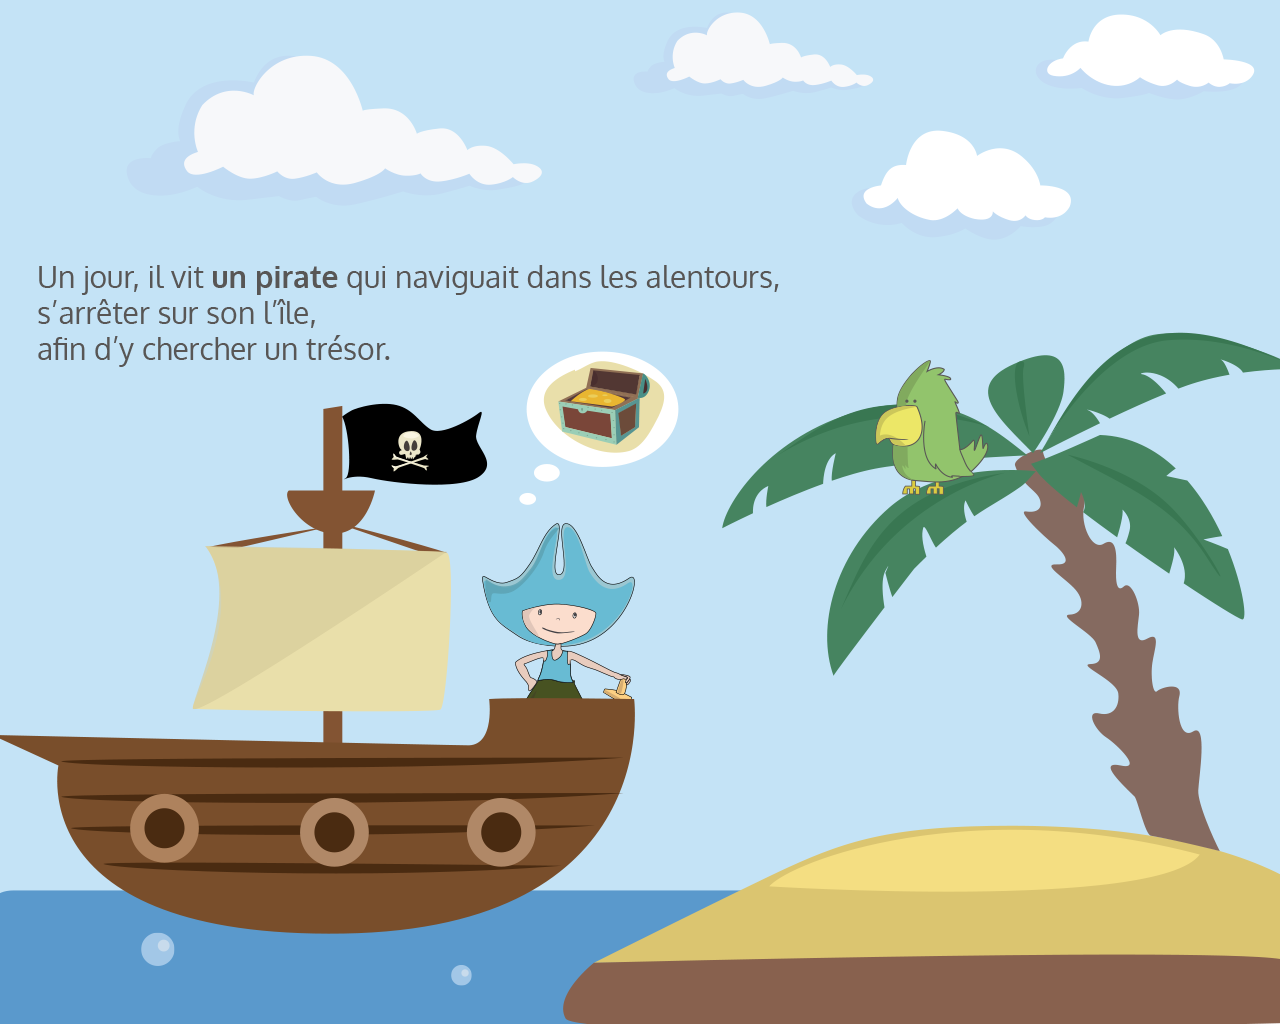 Un jour, il vit un pirate qui naviguait dans les alentours,
s’arrêter sur son l’île,
afin d’y chercher un trésor.